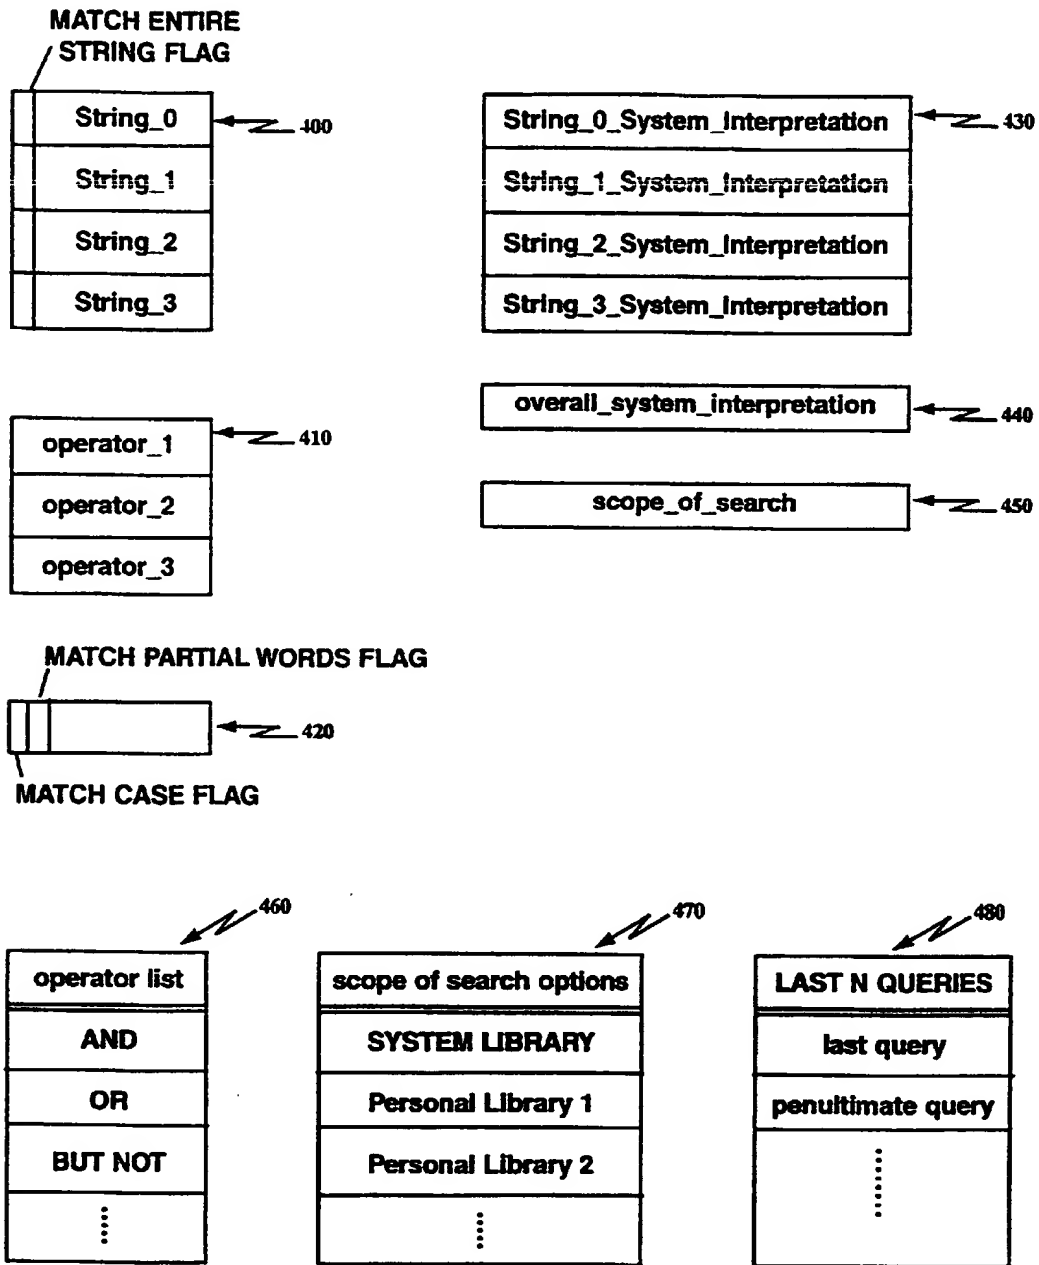 MATCH ENTIRE
STRING FLAG
String_0
400
String_1
String_2
String_3
String_0_System_Interpretation
430
String_1_System_Interpretation
String_2_System_Interpretation
String_3_System_Interpretation
overall_system_interpretation
440
operator_1
410
operator_2
operator_3
scope_of_search
450
MATCH PARTIAL WORDS FLAG
420
MATCH CASE FLAG
460
operator list
AND
OR
BUT NOT
470
scope of search options
SYSTEM LIBRARY
Personal Library 1
Personal Library 2
480
LAST N QUERIES
last query
penultimate query